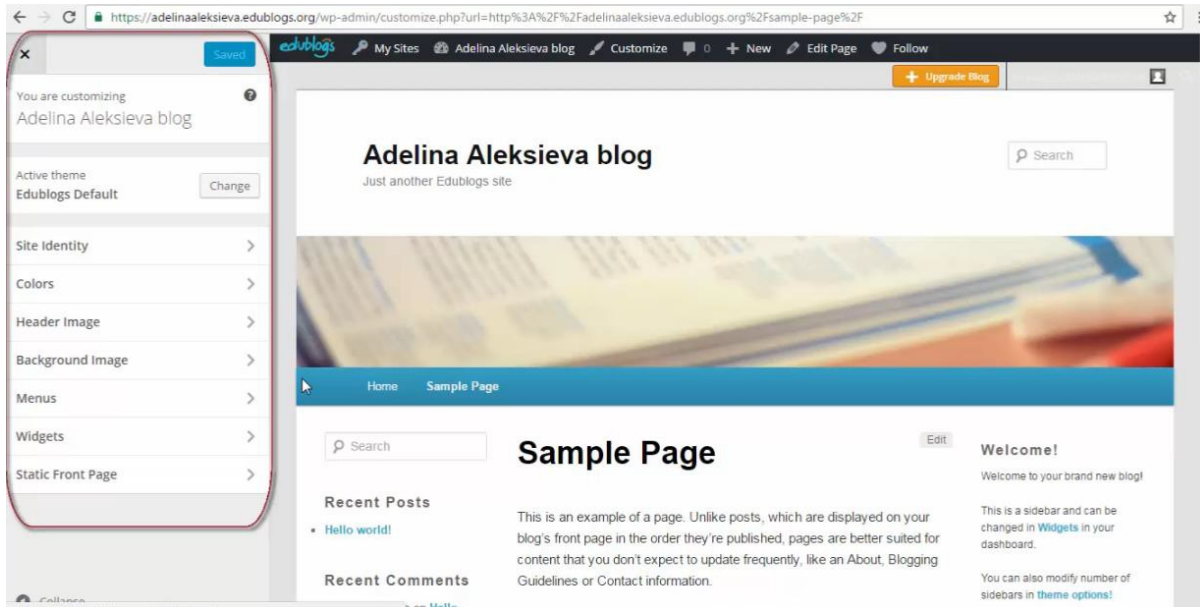 https://adelinaaleksieva.edublogs.org/wp-admin/customize.php?url=http%3A%2F%2Fadelinaaleksieva.edublogs.org%2Fsample-page%2F
edublogs My Sites Adelina Aleksieva blog Customize 0 New Edit Page Follow
Saved
Upgrade Blog
You are customizing
Adelina Aleksieva blog
Active theme
Edublogs Default
Change
Site Identity
Colors
Header Image
Background Image
Menus
Widgets
Static Front Page
Collapse
Adelina Aleksieva blog
Just another Edublogs site
Search
Home Sample Page
Search
Recent Posts
Hello world!
Recent Comments
on Hello
Sample Page
Edit
This is an example of a page. Unlike posts, which are displayed on your
blog's front page in the order they're published, pages are better suited for
content that you don't expect to update frequently, like an About, Blogging
Guidelines or Contact information.
Welcome!
Welcome to your brand new blog!
This is a sidebar and can be
changed in Widgets in your
dashboard.
You can also modify number of
sidebars in theme options!